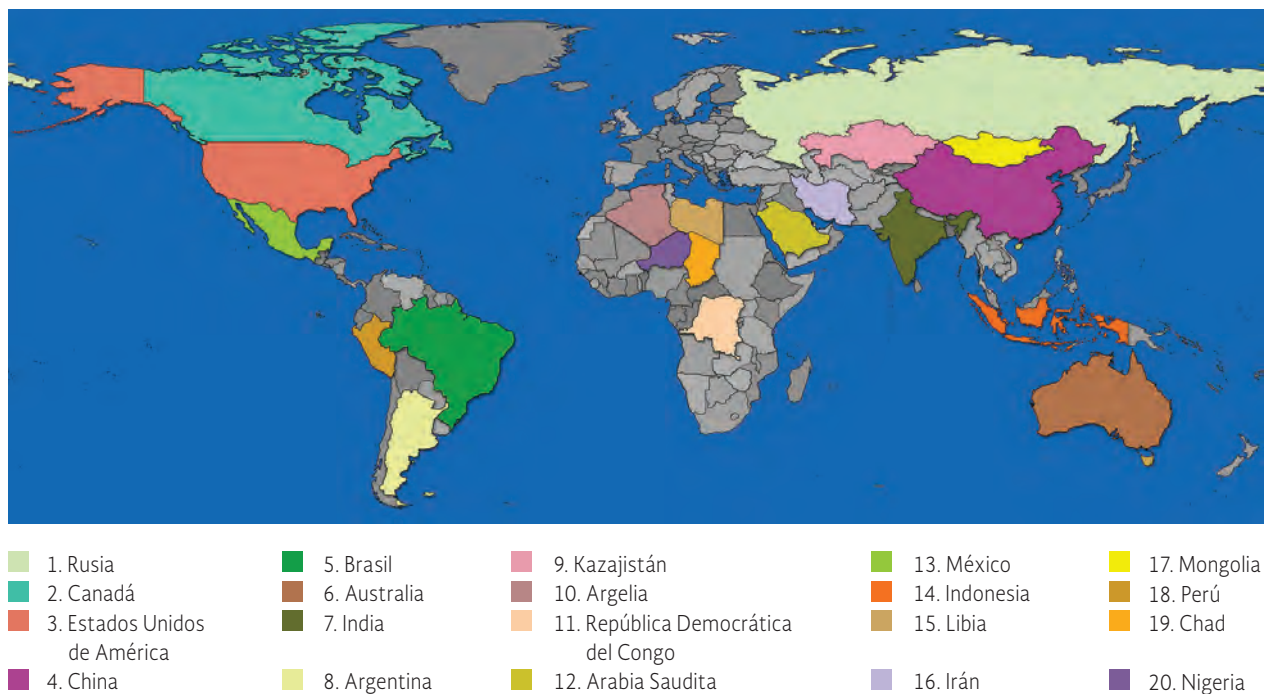 1. Rusia
2. Canadá
3. Estados Unidos
de América
4. China
5. Brasil
6. Australia
7. India
8. Argentina
9. Kazajistán
10. Argelia
11. República Democrática
del Congo
12. Arabia Saudita
13. México
14. Indonesia
15. Libia
16. Irán
17. Mongolia
18. Perú
19. Chad
20. Nigeria